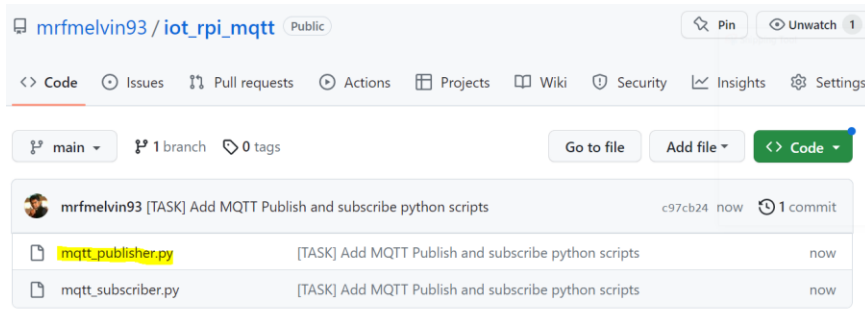 mrfmelvin93 / iot_rpi_mqtt Public Pin Unwatch 1
Code Issues Pull requests Actions Projects Wiki Security Insights Settings
main 1 branch 0 tags Go to file Add file Code
mrfmelvin93 [TASK] Add MQTT Publish and subscribe python scripts c97cb24 now 1 commit
mqtt_publisher.py [TASK] Add MQTT Publish and subscribe python scripts now
mqtt_subscriber.py [TASK] Add MQTT Publish and subscribe python scripts now